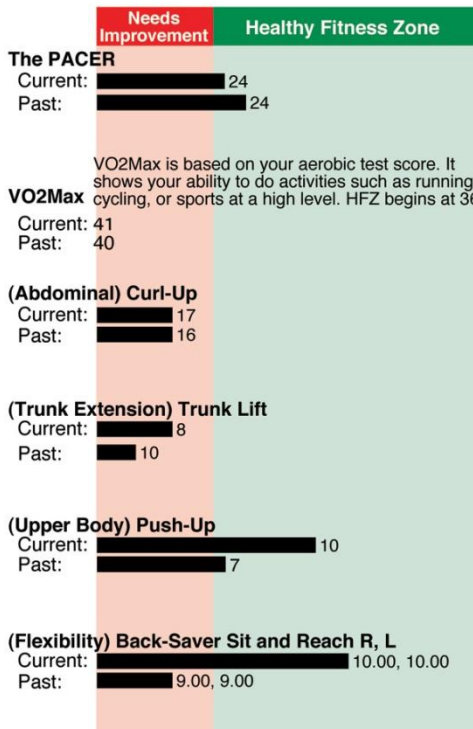 Needs
Improvement
Healthy Fitness Zone
The PACER
Current: 24
Past: 24
VO2Max is based on your aerobic test score. It
shows your ability to do activities such as running
VO2Max cycling, or sports at a high level. HFZ begins at 36
Current: 41
Past: 40
(Abdominal) Curl-Up
Current: 17
Past: 16
(Trunk Extension) Trunk Lift
Current: 8
Past: 10
(Upper Body) Push-Up
Current: 10
Past: 7
(Flexibility) Back-Saver Sit and Reach R, L
Current: 10.00, 10.00
Past: 9.00, 9.00